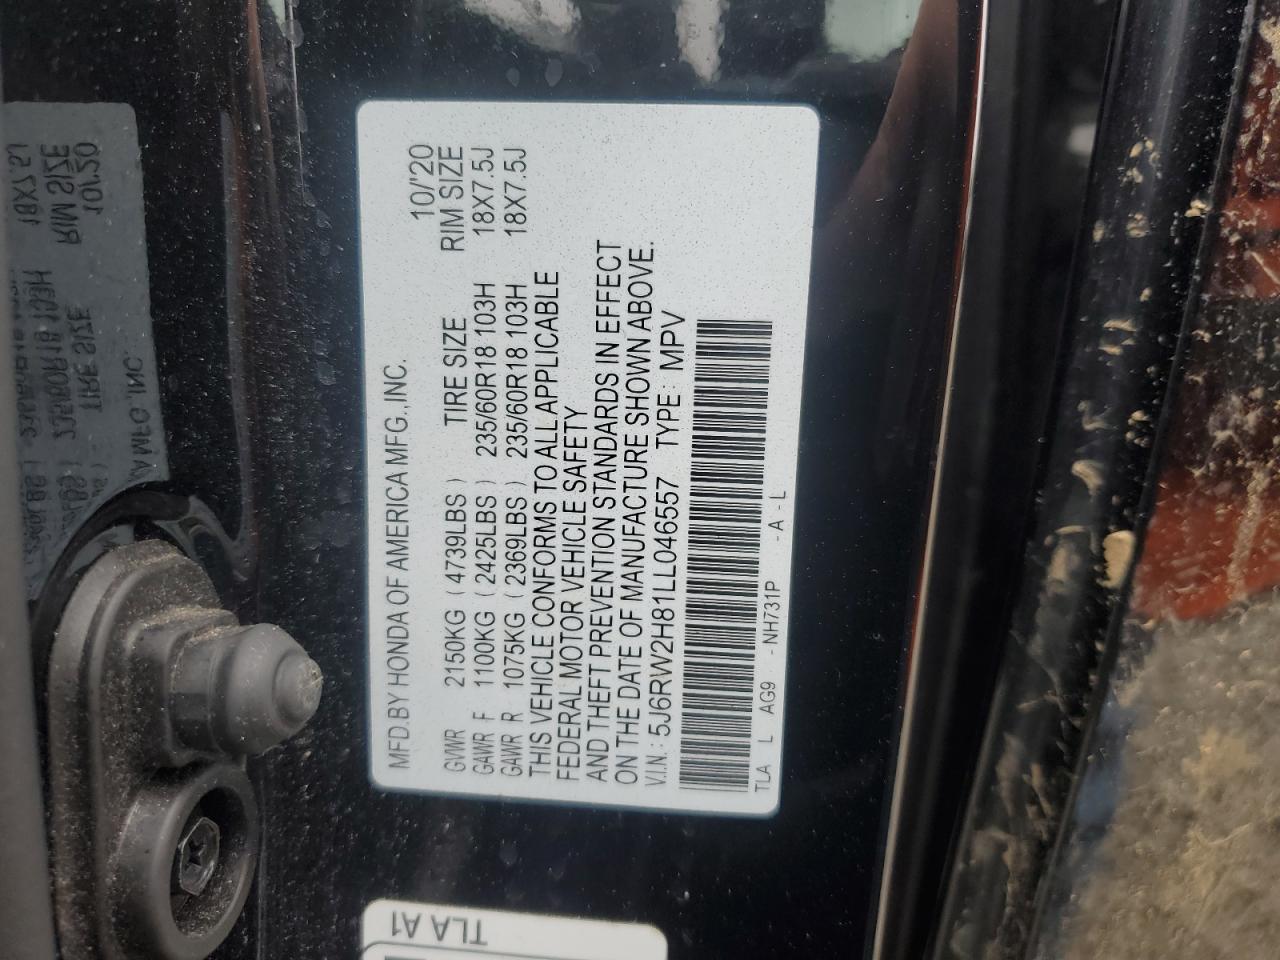 MFD.BY HONDA OF AMERICA MFG.,INC. 10/'20
GVWR 2150KG (4739LBS) TIRE SIZE RIM SIZE
GAWR F 1100KG (2425LBS) 235/60R18 103H 18X7.5J
GAWR R 1075KG (2369LBS) 235/60R18 103H 18X7.5J
THIS VEHICLE CONFORMS TO ALL APPLICABLE
FEDERAL MOTOR VEHICLE SAFETY
AND THEFT PREVENTION STANDARDS IN EFFECT
ON THE DATE OF MANUFACTURE SHOWN ABOVE.
V.I.N.: 5J6RW2H81LL046557 TYPE: MPV
TLA L AG9 -NH731P -A-L
TLA A1